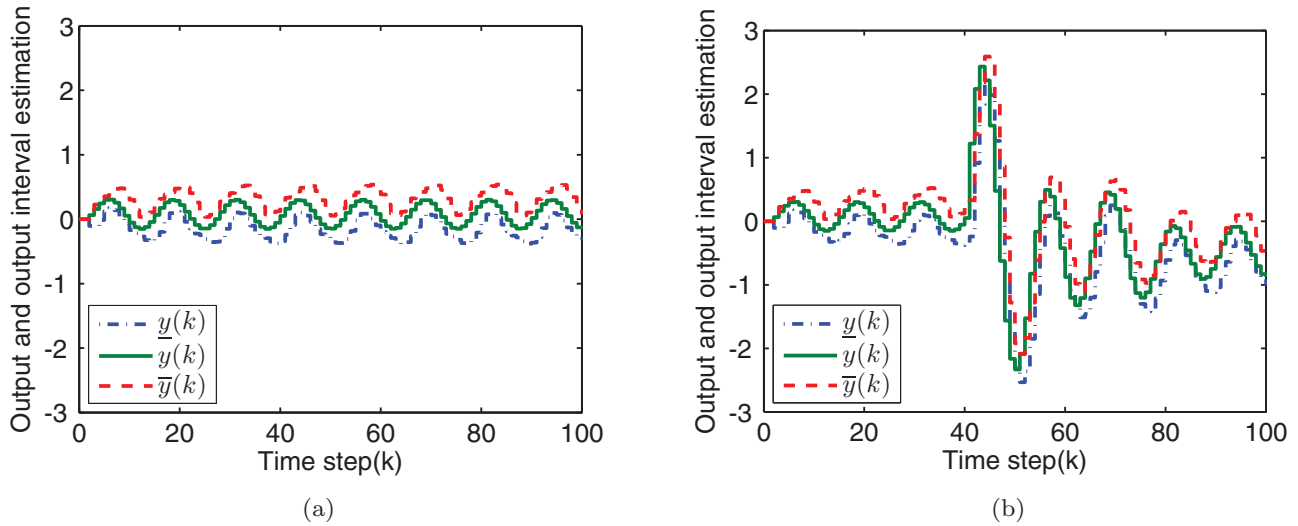 Output and output interval estimation
3
2
1
0
-1
-2
-3
y(k)
y(k)
y̅(k)
0
20
40
60
80
100
Time step(k)
(a)
Output and output interval estimation
3
2
1
0
-1
-2
-3
y(k)
y(k)
y̅(k)
0
20
40
60
80
100
Time step(k)
(b)